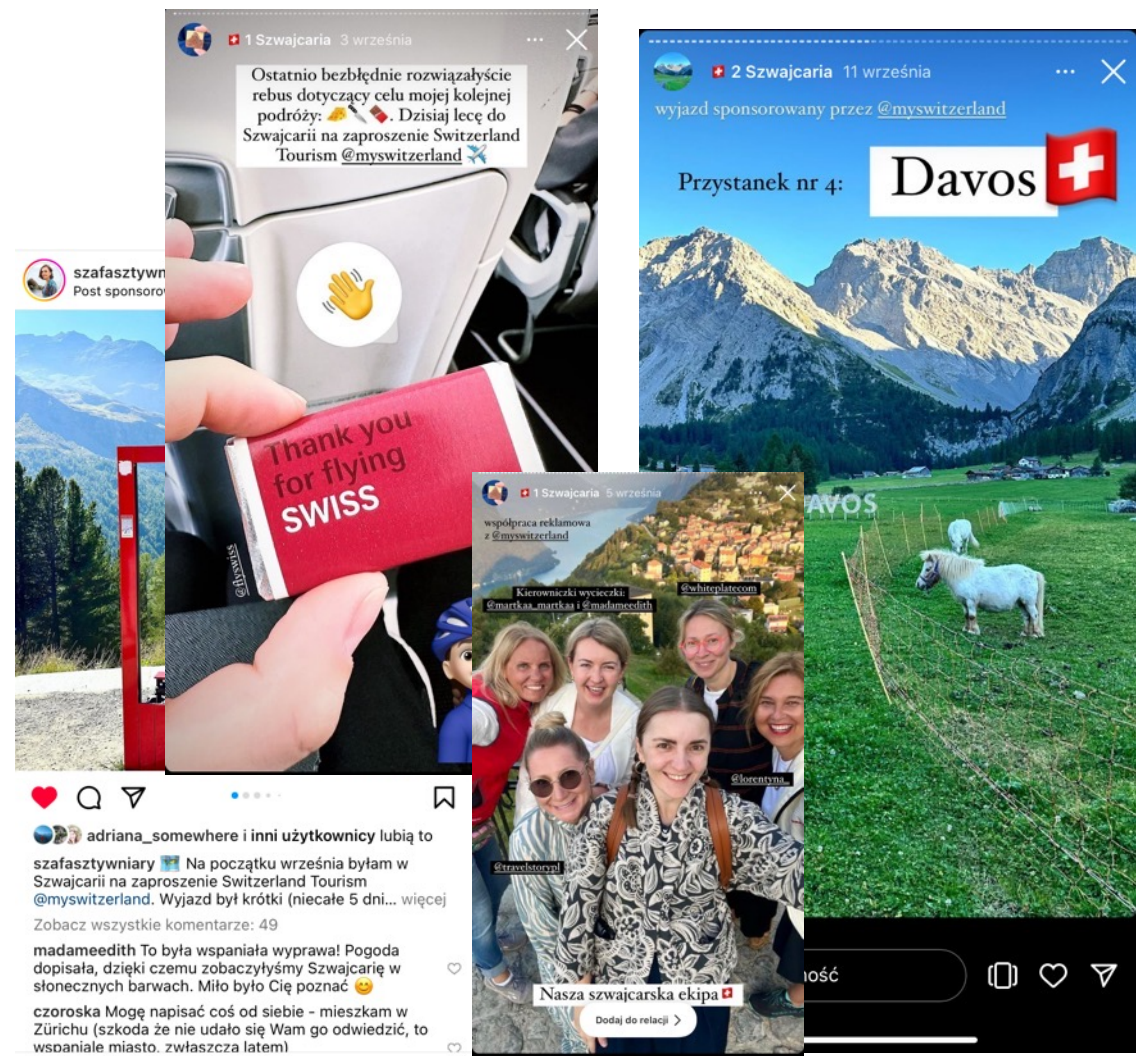 1 Szwajcaria 3 września
Ostatnio bezbłędnie rozwiązałyście
rebus dotyczący celu mojej kolejnej
podróży: 🧀🔪🍫. Dzisiaj lecę do
Szwajcarii na zaproszenie Switzerland
Tourism @myswitzerland ✈️
Thank you
for flying
SWISS
@flyswiss
2 Szwajcaria 11 września
wyjazd sponsorowany przez @myswitzerland
Przystanek nr 4:
Davos
AVOS
ność
szafasztywn
Post sponsoro
adriana_somewhere i inni użytkownicy lubią to
szafasztywniary 🗺️ Na początku września byłam w
Szwajcarii na zaproszenie Switzerland Tourism
@myswitzerland. Wyjazd był krótki (niecałe 5 dni... więcej
Zobacz wszystkie komentarze: 49
madameedith To była wspaniała wyprawa! Pogoda
dopisała, dzięki czemu zobaczyłyśmy Szwajcarię w
słonecznych barwach. Miło było Cię poznać 😊
czoroska Mogę napisać coś od siebie - mieszkam w
Zürichu (szkoda że nie udało się Wam go odwiedzić, to
wspaniałe miasto, zwłaszcza latem)
1 Szwajcaria 5 września
współpraca reklamowa
z @myswitzerland
Kierowniczki wycieczki:
@martkaa_martkaa i @madameedith
@whiteplatecom
@lorentyna_
@travelstorypl
Nasza szwajcarska ekipa
Dodaj do relacji